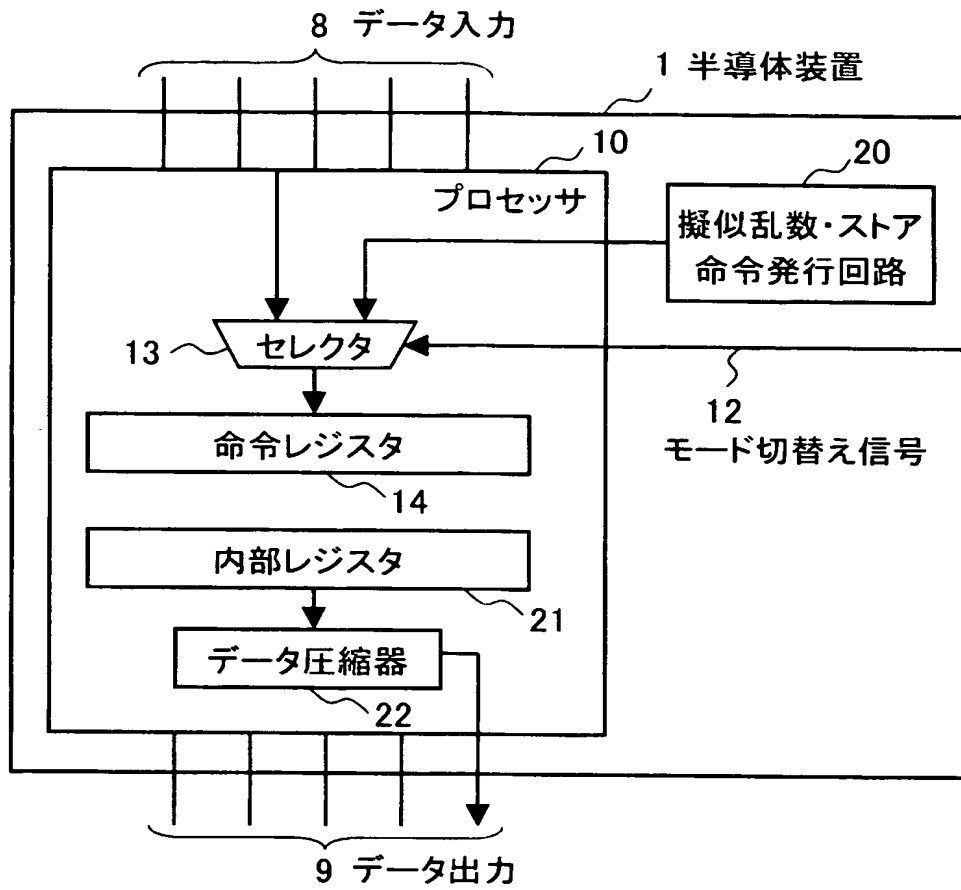 8 データ入力
1 半導体装置
10
プロセッサ
20
擬似乱数・ストア
命令発行回路
13
セレクタ
12
モード切替え信号
命令レジスタ
14
内部レジスタ
21
データ圧縮器
22
9 データ出力